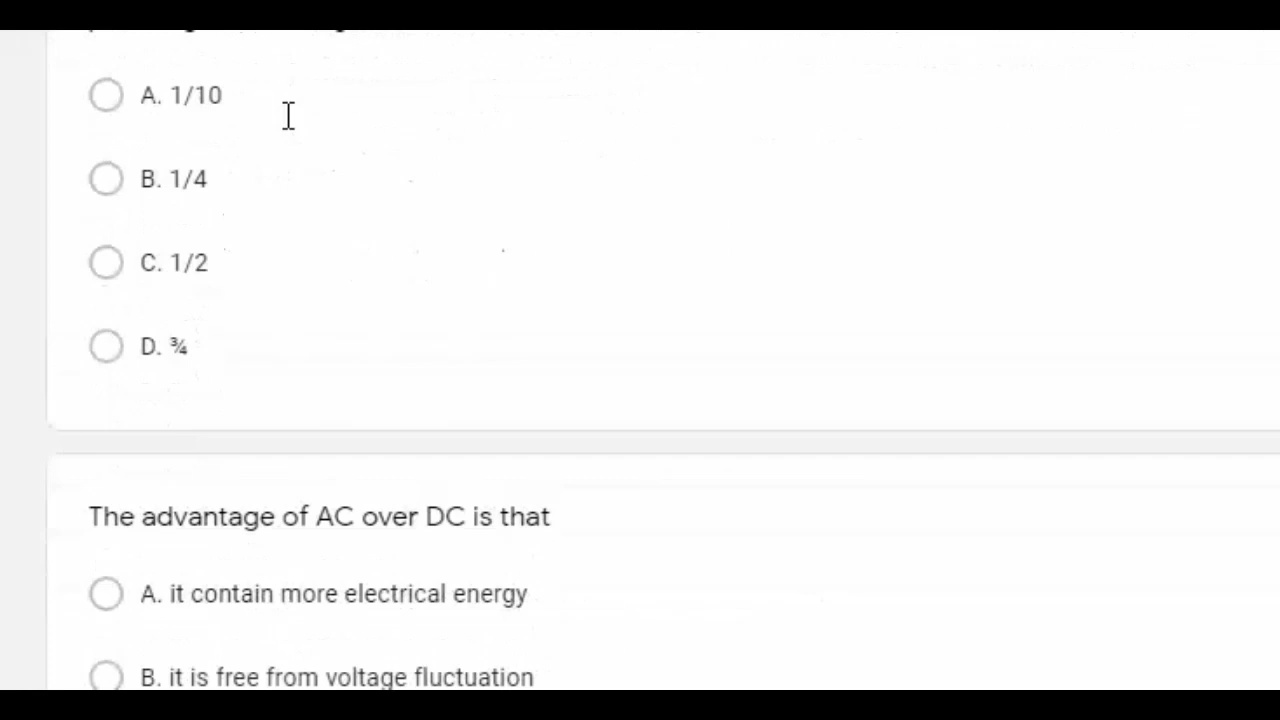 A. 1/10
B. 1/4
C. 1/2
D. ¾
The advantage of AC over DC is that
A. it contain more electrical energy
B. it is free from voltage fluctuation